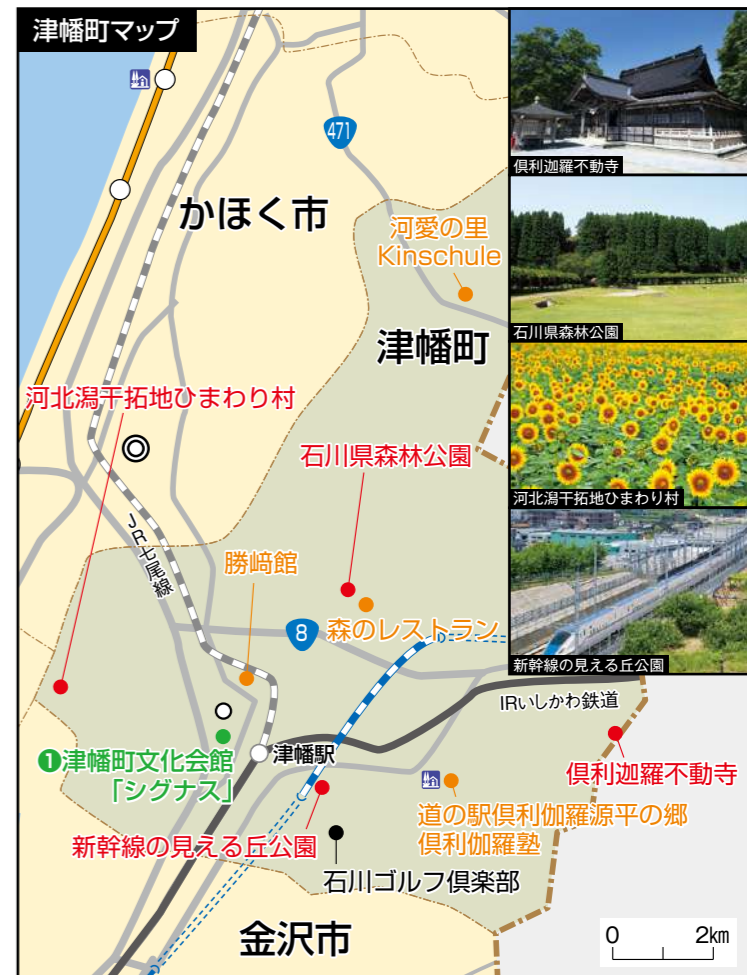 津幡町マップ
倶利迦羅不動寺
471
かほく市
河愛の里
Kinschule
石川県森林公園
津幡町
河北潟干拓地ひまわり村
石川県森林公園
河北潟干拓地ひまわり村
JR七尾線
勝﨑館
8
森のレストラン
新幹線の見える丘公園
IRいしかわ鉄道
❶津幡町文化会館
「シグナス」
津幡駅
倶利迦羅不動寺
道の駅倶利伽羅源平の郷
倶利伽羅塾
新幹線の見える丘公園
石川ゴルフ倶楽部
金沢市
0 2㎞